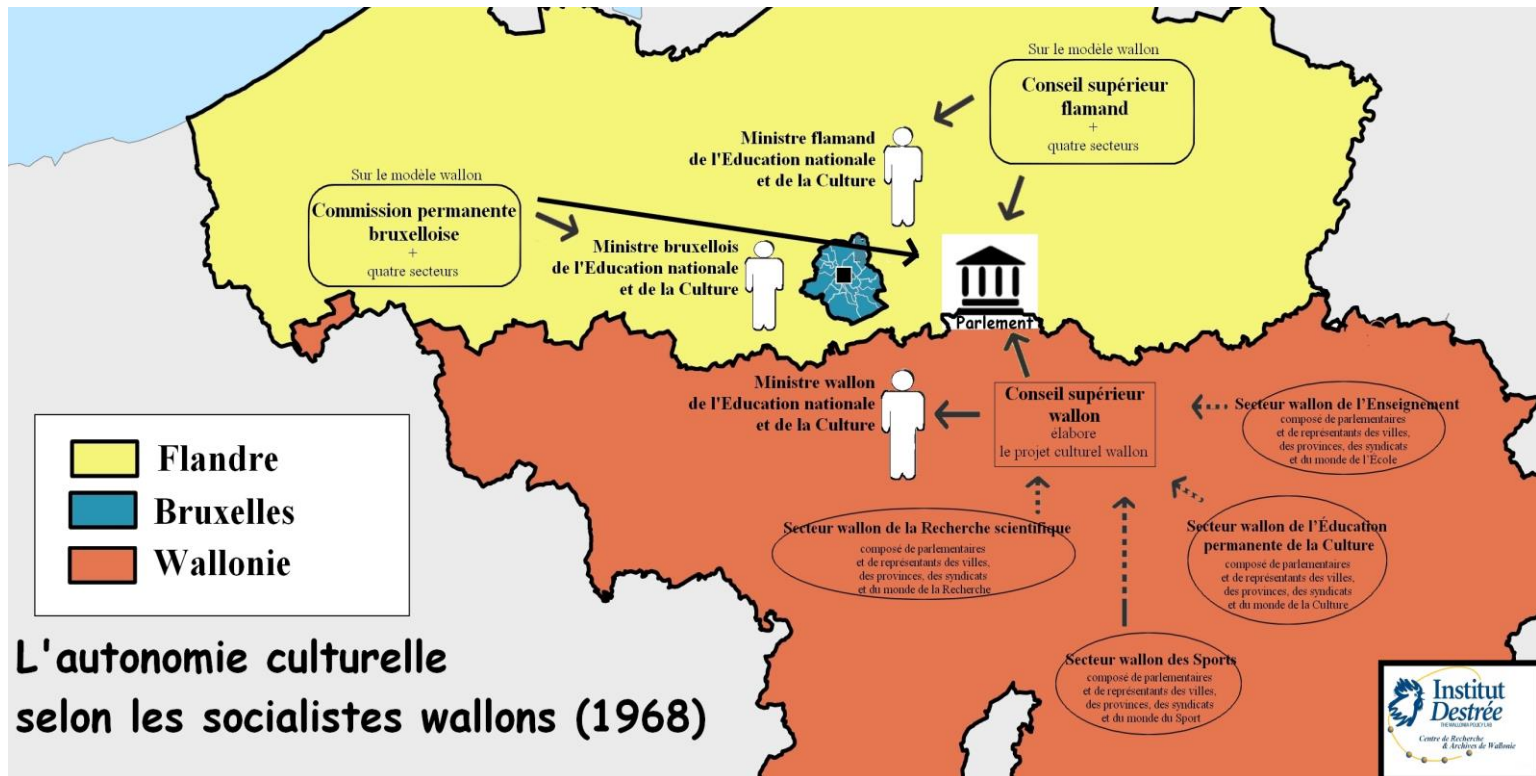 Sur le modèle wallon
Conseil supérieur
flamand
+
quatre secteurs
Ministre flamand
de l'Education nationale
et de la Culture
Sur le modèle wallon
Commission permanente
bruxelloise
+
quatre secteurs
Ministre bruxellois
de l'Education nationale
et de la Culture
Parlement
Ministre wallon
de l'Education nationale
et de la Culture
Conseil supérieur
wallon
élabore
le projet culturel wallon
Secteur wallon de l'Enseignement
composé de parlementaires
et de représentants des villes,
des provinces, des syndicats
et du monde de l'École
Secteur wallon de la Recherche scientifique
composé de parlementaires
et de représentants des villes,
des provinces, des syndicats
et du monde de la Recherche
Secteur wallon de l'Éducation
permanente de la Culture
composé de parlementaires
et de représentants des villes,
des provinces, des syndicats
et du monde de la Culture
Secteur wallon des Sports
composé de parlementaires
et de représentants des villes,
des provinces, des syndicats
et du monde du Sport
Flandre
Bruxelles
Wallonie
L'autonomie culturelle
selon les socialistes wallons (1968)
Institut
Destrée
THE WALLONIA POLICY LAB
Centre de Recherche
& Archives de Wallonie